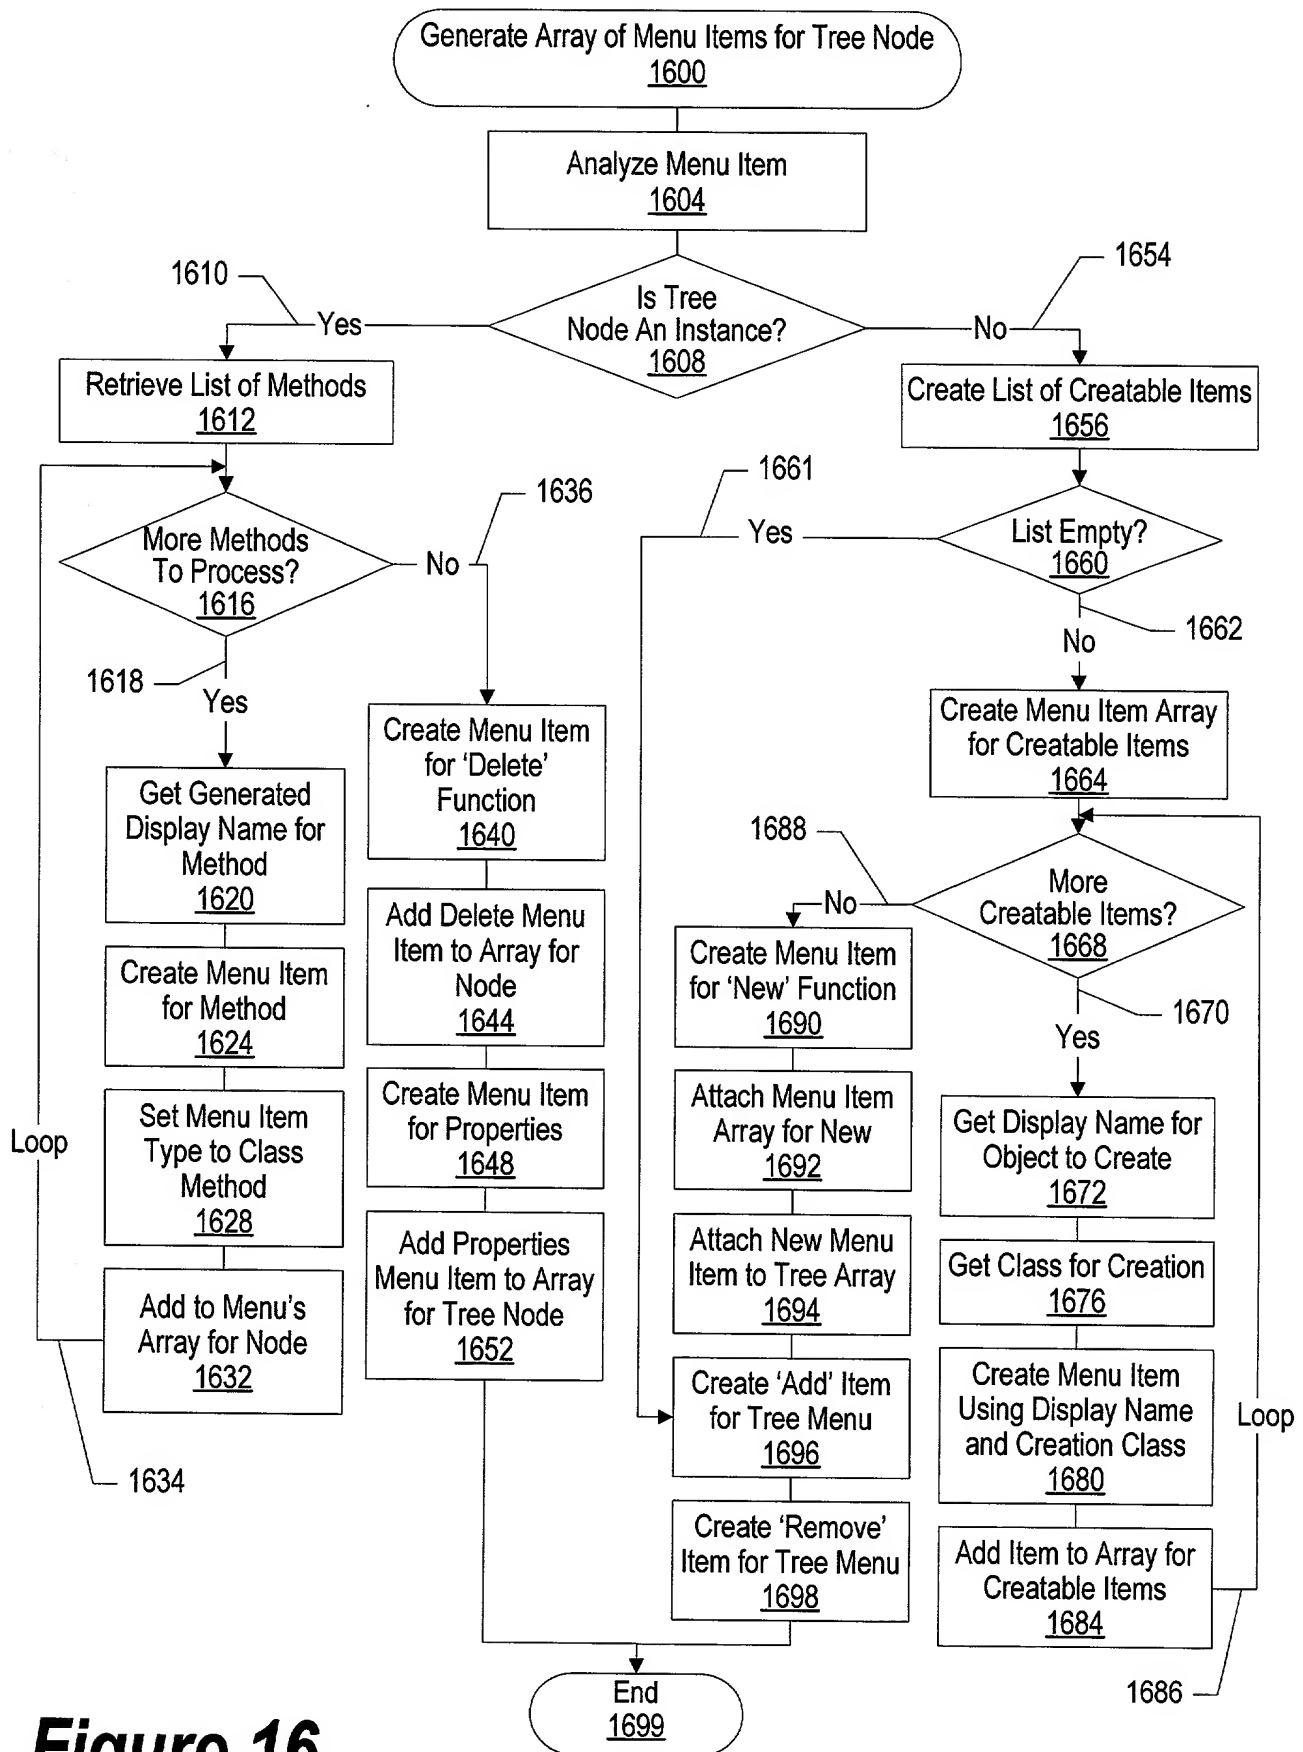 Generate Array of Menu Items for Tree Node
1600
Analyze Menu Item
1604
1610
1654
Is Tree
Node An Instance?
1608
Yes
No
Retrieve List of Methods
1612
Create List of Creatable Items
1656
1661
1636
More Methods
To Process?
1616
No
Yes
List Empty?
1660
1662
No
1618
Yes
Create Menu Item
for ‘Delete’
Function
1640
Create Menu Item Array
for Creatable Items
1664
Get Generated
Display Name for
Method
1620
1688
More
Creatable Items?
1668
No
Add Delete Menu
Item to Array for
Node
1644
Create Menu Item
for ‘New’ Function
1690
Create Menu Item
for Method
1624
1670
Yes
Create Menu Item
for Properties
1648
Attach Menu Item
Array for New
1692
Get Display Name for
Object to Create
1672
Loop
Set Menu Item
Type to Class
Method
1628
Add Properties
Menu Item to Array
for Tree Node
1652
Attach New Menu
Item to Tree Array
1694
Get Class for Creation
1676
Add to Menu's
Array for Node
1632
Create ‘Add’ Item
for Tree Menu
1696
Create Menu Item
Using Display Name
and Creation Class
1680
Loop
1634
Create ‘Remove’
Item for Tree Menu
1698
Add Item to Array for
Creatable Items
1684
1686
End
1699
Figure 16